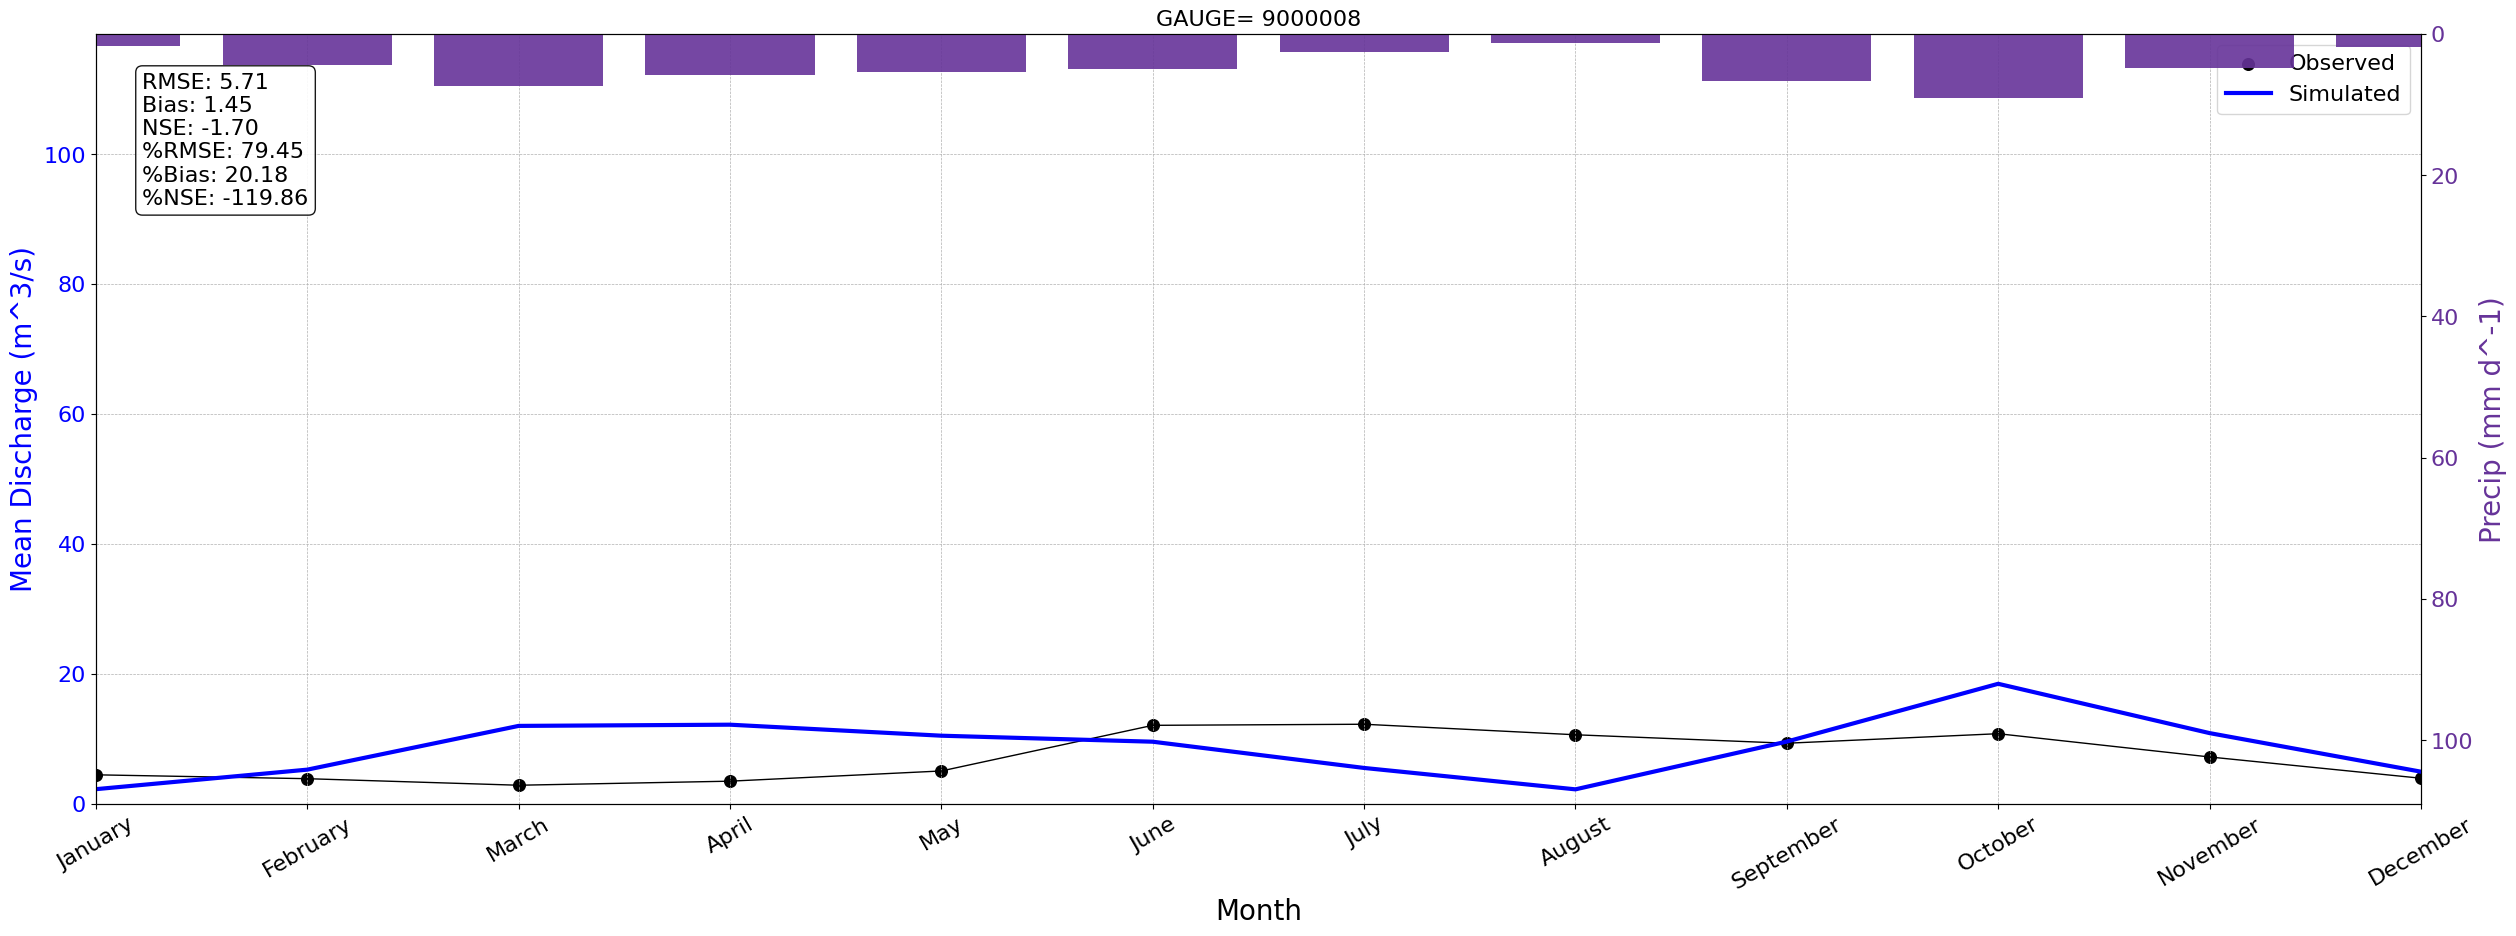 GAUGE= 9000008
RMSE: 5.71
Bias: 1.45
NSE: -1.70
%RMSE: 79.45
%Bias: 20.18
%NSE: -119.86
Observed
Simulated
Mean Discharge (m^3/s)
100
80
60
40
20
0
Precip (mm d^-1)
0
20
40
60
80
100
January
February
March
April
May
June
July
August
September
October
November
December
Month